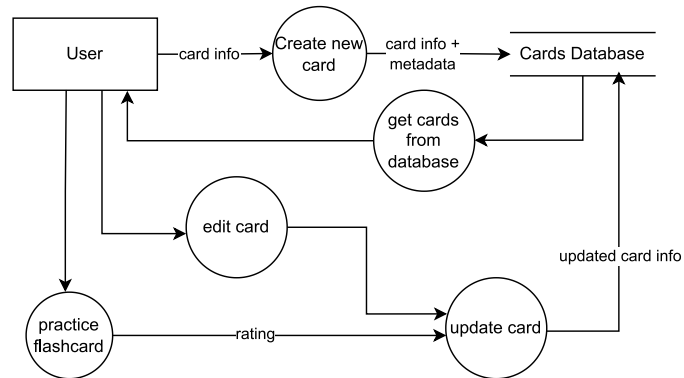 User
card info
Create new
card
card info +
metadata
Cards Database
get cards
from
database
edit card
updated card info
practice
flashcard
rating
update card